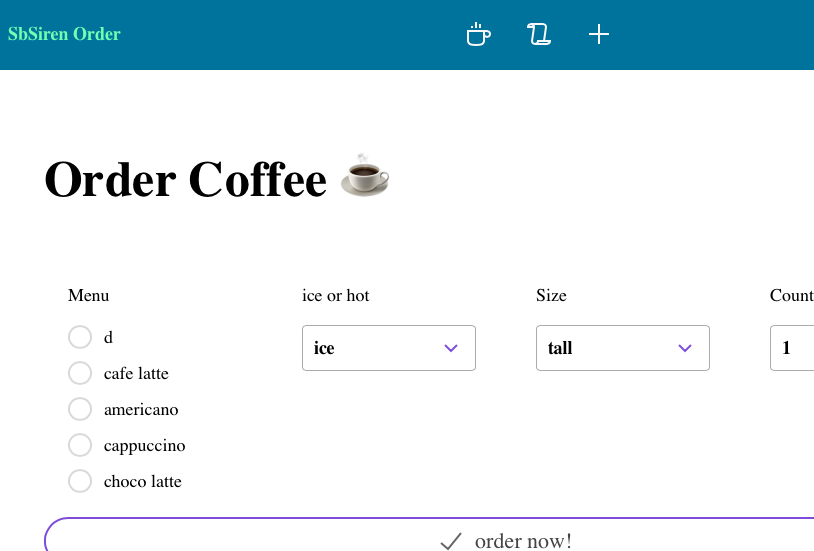 SbSiren Order
Order Coffee
Menu
ice or hot
Size
Count
d
cafe latte
americano
cappuccino
choco latte
ice
tall
1
order now!